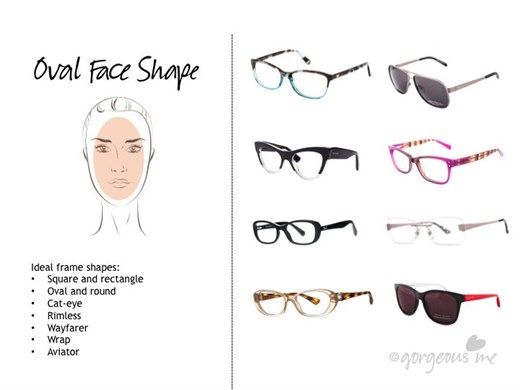 Oval Face Shape
Ideal frame shapes:
• Square and rectangle
• Oval and round
• Cat-eye
• Rimless
• Wayfarer
• Wrap
• Aviator
©gorgeous me